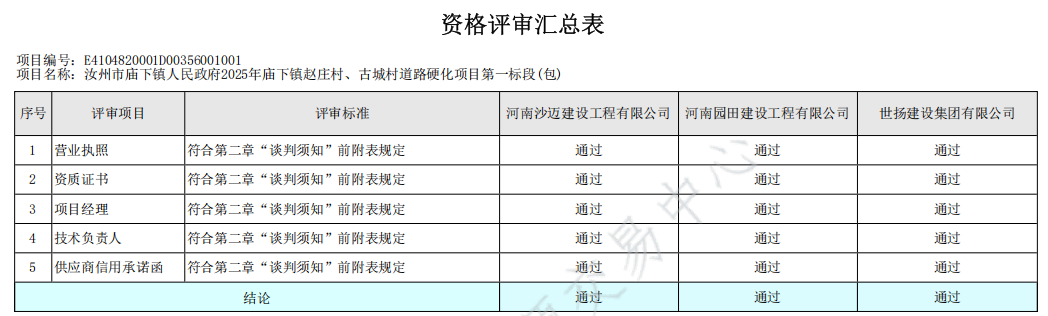 资格评审汇总表
项目编号：E4104820001D00356001001
项目名称：汝州市庙下镇人民政府2025年庙下镇赵庄村、古城村道路硬化项目第一标段(包)
序号 评审项目 评审标准 河南沙迈建设工程有限公司 河南园田建设工程有限公司 世扬建设集团有限公司
1 营业执照 符合第二章“谈判须知”前附表规定 通过 通过 通过
2 资质证书 符合第二章“谈判须知”前附表规定 通过 通过 通过
3 项目经理 符合第二章“谈判须知”前附表规定 通过 通过 通过
4 技术负责人 符合第二章“谈判须知”前附表规定 通过 通过 通过
5 供应商信用承诺函 符合第二章“谈判须知”前附表规定 通过 通过 通过
结论 通过 通过 通过
源交易中心